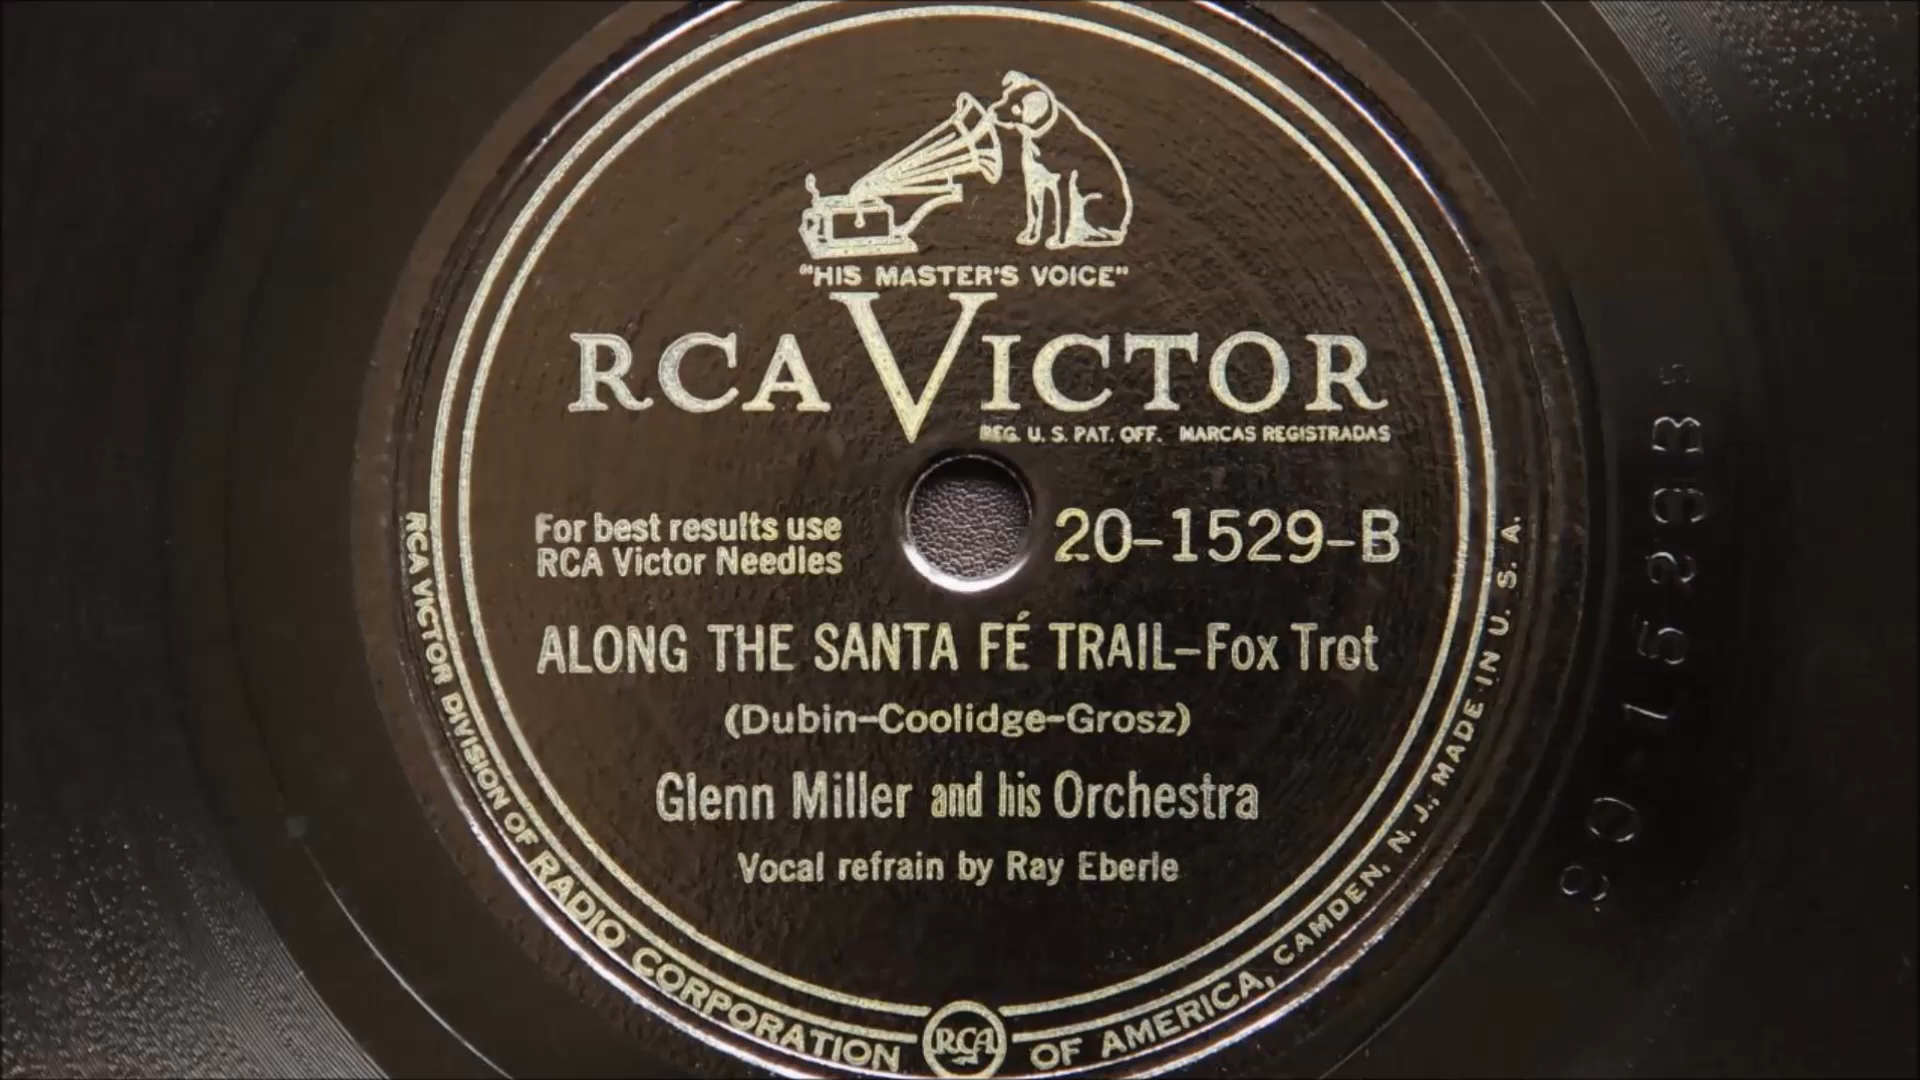 "HIS MASTER'S VOICE"
RCA VICTOR
REG. U. S. PAT. OFF. MARCAS REGISTRADAS
For best results use
RCA Victor Needles
20-1529-B
ALONG THE SANTA FÉ TRAIL-Fox Trot
(Dubin-Coolidge-Grosz)
Glenn Miller and his Orchestra
Vocal refrain by Ray Eberle
RCA VICTOR DIVISION OF RADIO CORPORATION OF AMERICA, CAMDEN, N. J.; MADE IN U. S. A.
RCA